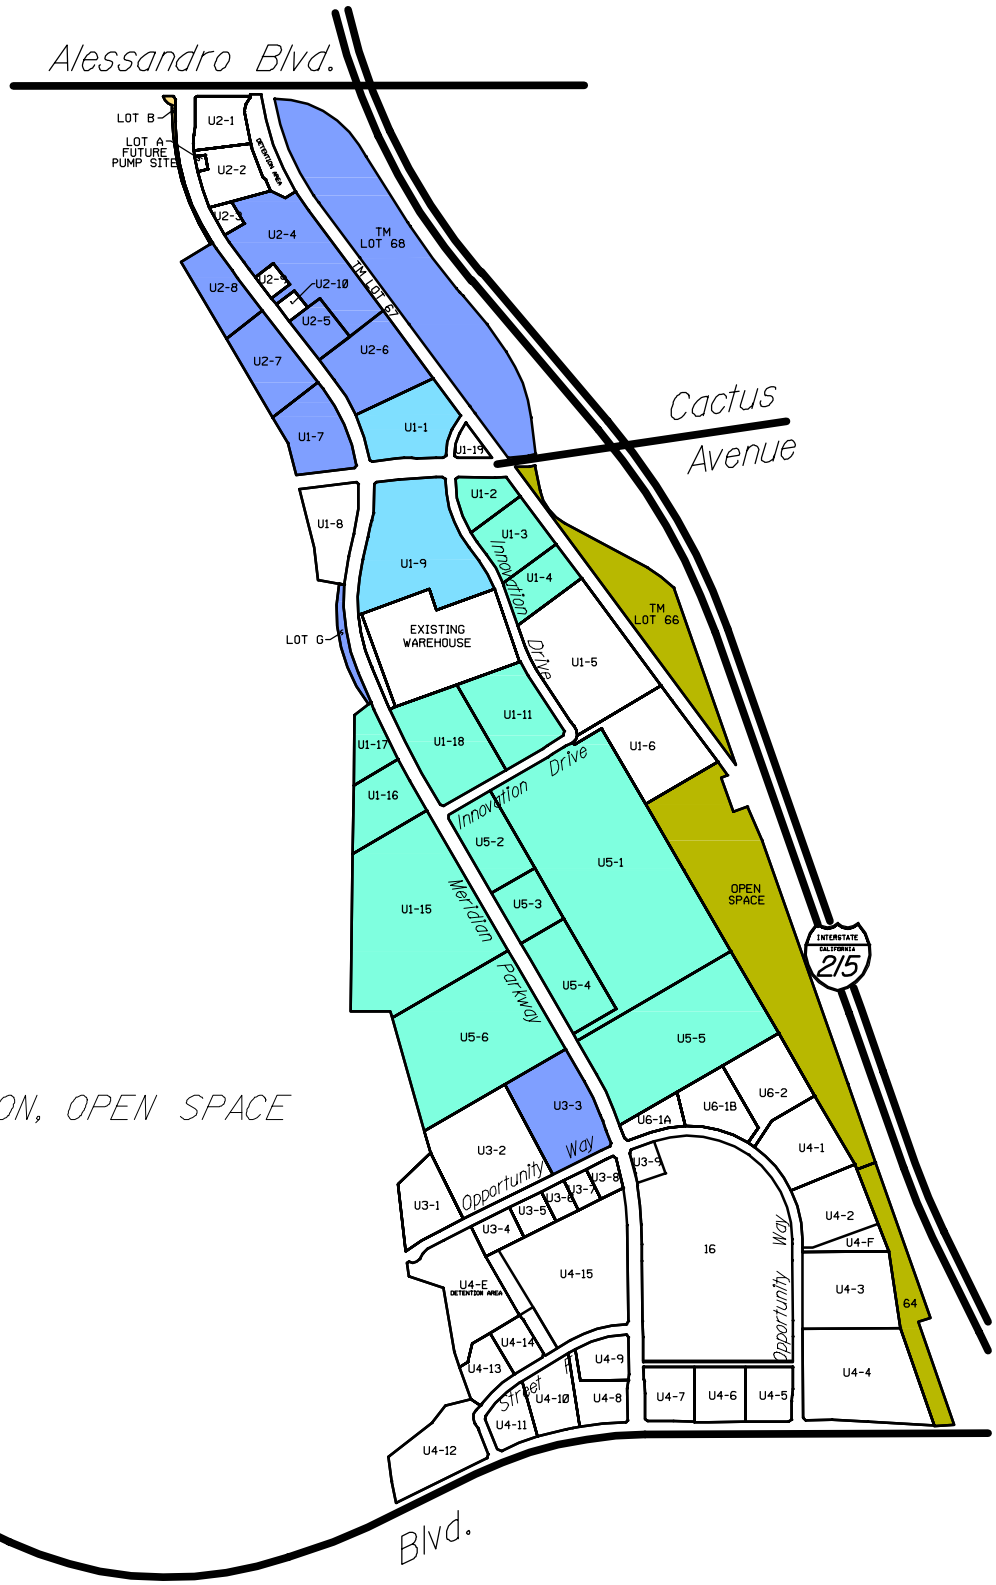 Alessandro Blvd.
LOT B
U2-1
LOT A
FUTURE
PUMP SITE
DETENTION AREA
U2-2
U2-3
U2-4
TM
LOT 68
TM LOT 67
U2-8
U2-9
U2-10
U2-5
U2-6
U2-7
Cactus
Avenue
U1-1
U1-7
U1-19
U1-2
U1-8
U1-3
Innovation
U1-9
U1-4
TM
LOT 66
LOT G
EXISTING
WAREHOUSE
Drive
U1-5
U1-11
U1-17
U1-18
U1-6
Drive
Innovation
U1-16
U5-2
U5-1
OPEN
SPACE
Meridian
U5-3
U1-15
INTERSTATE
CALIFORNIA
215
Parkway
U5-4
U5-6
U5-5
ON, OPEN SPACE
U3-3
U6-2
U6-1B
U6-1A
U3-2
Way
U4-1
Opportunity
U3-9
U3-8
U3-7
U3-6
U3-1
U3-5
U3-4
U4-2
Way
U4-F
16
U4-15
U4-E
DETENTION AREA
U4-3
64
Opportunity
U4-14
U4-13
U4-9
F
Street
U4-4
U4-10
U4-8
U4-7
U4-6
U4-5
U4-11
U4-12
Blvd.